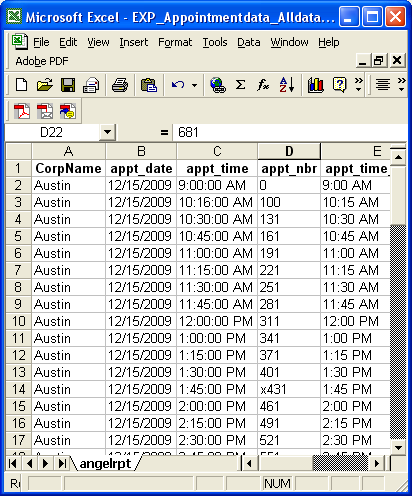 Microsoft Excel - EXP_Appointmentdata_Alldata...
File Edit View Insert Format Tools Data Window...
Adobe PDF
D22 = 681
A B C D E
1 CorpName appt_date appt_time appt_nbr appt_time_
2 Austin 12/15/2009 9:00:00 AM 0 9:00 AM
3 Austin 12/15/2009 10:16:00 AM 100 10:15 AM
4 Austin 12/15/2009 10:30:00 AM 131 10:30 AM
5 Austin 12/15/2009 10:45:00 AM 161 10:45 AM
6 Austin 12/15/2009 11:00:00 AM 191 11:00 AM
7 Austin 12/15/2009 11:15:00 AM 221 11:15 AM
8 Austin 12/15/2009 11:30:00 AM 251 11:30 AM
9 Austin 12/15/2009 11:45:00 AM 281 11:45 AM
10 Austin 12/15/2009 12:00:00 PM 311 12:00 PM
11 Austin 12/15/2009 1:00:00 PM 341 1:00 PM
12 Austin 12/15/2009 1:15:00 PM 371 1:15 PM
13 Austin 12/15/2009 1:30:00 PM 401 1:30 PM
14 Austin 12/15/2009 1:45:00 PM x431 1:45 PM
15 Austin 12/15/2009 2:00:00 PM 461 2:00 PM
16 Austin 12/15/2009 2:15:00 PM 491 2:15 PM
17 Austin 12/15/2009 2:30:00 PM 521 2:30 PM
angelrpt
NUM